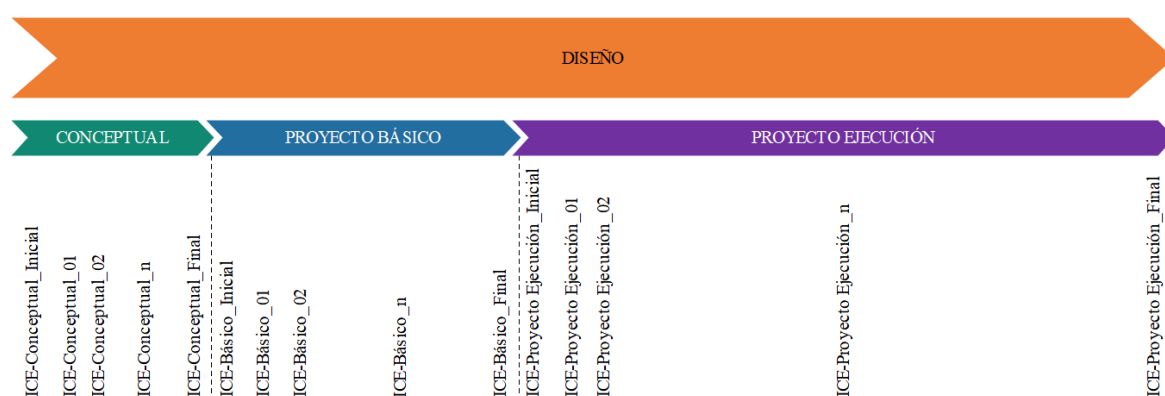 DISEÑO
CONCEPTUAL
PROYECTO BÁSICO
PROYECTO EJECUCIÓN
ICE-Conceptual_Inicial
ICE-Conceptual_01
ICE-Conceptual_02
ICE-Conceptual_n
ICE-Conceptual_Final
ICE-Básico_Inicial
ICE-Básico_01
ICE-Básico_02
ICE-Básico_n
ICE-Básico_Final
ICE-Proyecto Ejecución_Inicial
ICE-Proyecto Ejecución_01
ICE-Proyecto Ejecución_02
ICE-Proyecto Ejecución_n
ICE-Proyecto Ejecución_Final